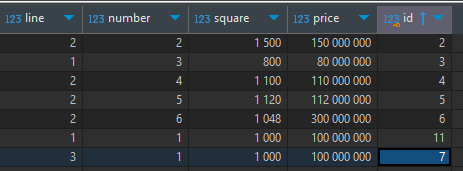 123 line 123 number 123 square 123 price 123 id
2 2 1 500 150 000 000 2
1 3 800 80 000 000 3
2 4 1 100 110 000 000 4
2 5 1 120 112 000 000 5
2 6 1 048 300 000 000 6
1 1 1 000 100 000 000 11
3 1 1 000 100 000 000 7